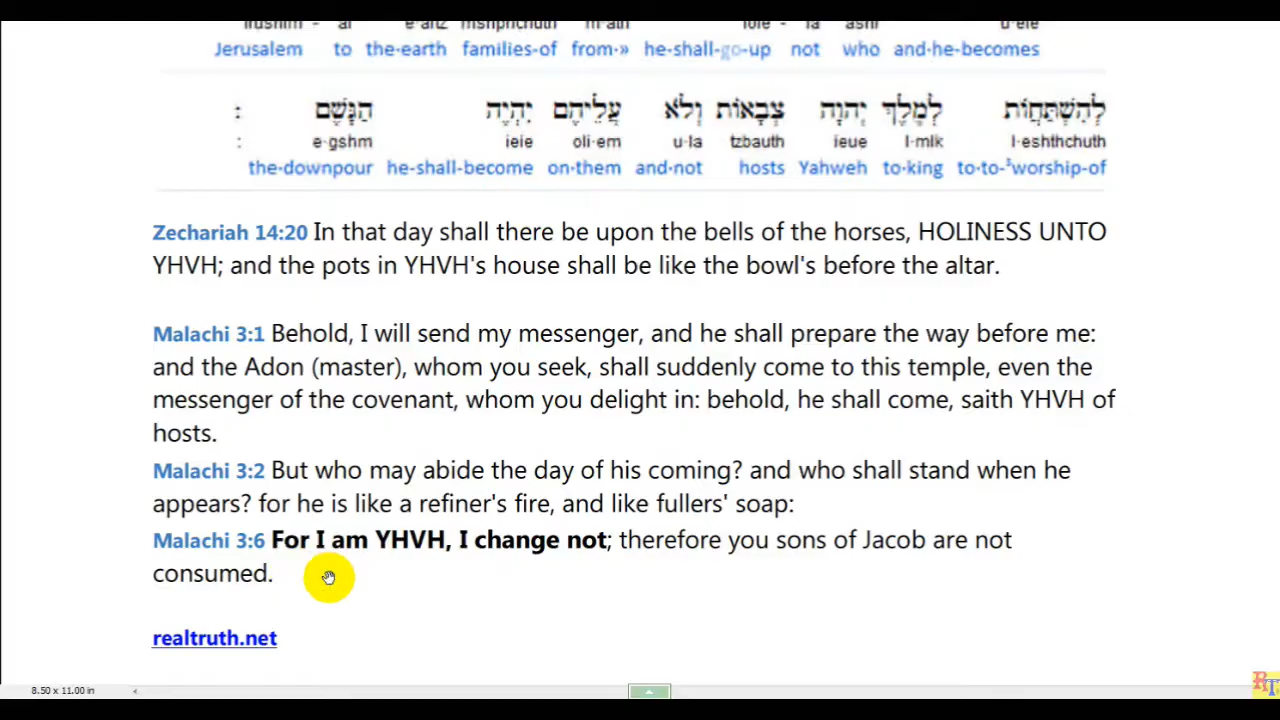 Jerusalem to the·earth families-of from·» he-shall-go-up not who and·he-becomes
לְהִשְׁתַּחֲוֹת לְמֶלֶךְ יְהוָה צְבָאוֹת וְלֹא עֲלֵיהֶם יִהְיֶה הַגָּשֶׁם :
: e·gshm ieie oli·em u·la tzbauth ieue l·mlk l·eshthchuth
the·downpour he-shall-become on·them and·not hosts Yahweh to·king to·to-ˢworship-of
Zechariah 14:20 In that day shall there be upon the bells of the horses, HOLINESS UNTO
YHVH; and the pots in YHVH's house shall be like the bowl's before the altar.
Malachi 3:1 Behold, I will send my messenger, and he shall prepare the way before me:
and the Adon (master), whom you seek, shall suddenly come to this temple, even the
messenger of the covenant, whom you delight in: behold, he shall come, saith YHVH of
hosts.
Malachi 3:2 But who may abide the day of his coming? and who shall stand when he
appears? for he is like a refiner's fire, and like fullers' soap:
Malachi 3:6 For I am YHVH, I change not; therefore you sons of Jacob are not
consumed.
realtruth.net
8.50 x 11.00 in
RT